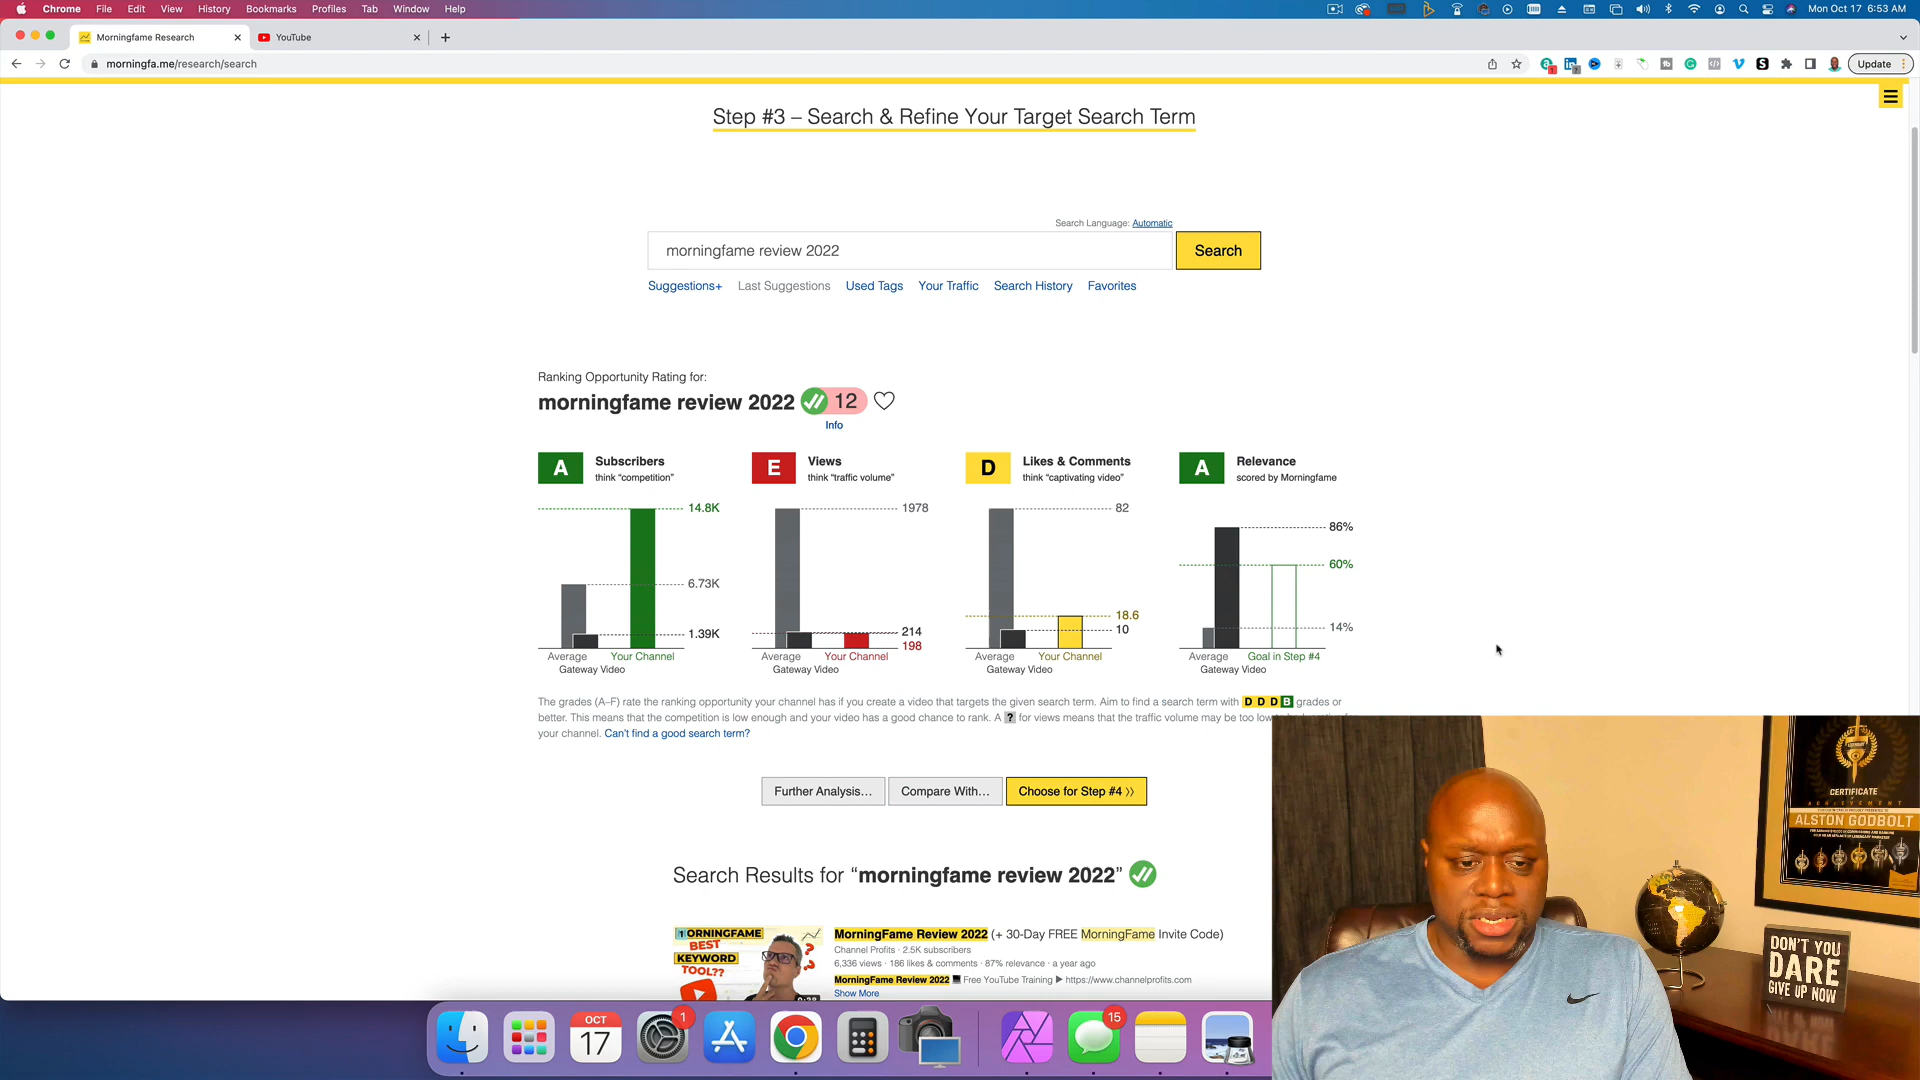 Chrome File Edit View History Bookmarks Profiles Tab Window Help Mon Oct 17 6:53 AM
Morningfame Research YouTube
morningfa.me/research/search Update
Step #3 – Search & Refine Your Target Search Term
Search Language: Automatic
morningfame review 2022 Search
Suggestions+ Last Suggestions Used Tags Your Traffic Search History Favorites
Ranking Opportunity Rating for:
morningfame review 2022 12
Info
A Subscribers
think “competition”
14.8K
6.73K
1.39K
Average Your Channel
Gateway Video
E Views
think “traffic volume”
1978
214
198
Average Your Channel
Gateway Video
D Likes & Comments
think “captivating video”
82
18.6
10
Average Your Channel
Gateway Video
A Relevance
scored by Morningfame
86%
60%
14%
Average Goal in Step #4
Gateway Video
The grades (A–F) rate the ranking opportunity your channel has if you create a video that targets the given search term. Aim to find a search term with D D D B grades or
better. This means that the competition is low enough and your video has a good chance to rank. A ? for views means that the traffic volume may be too low
your channel. Can't find a good search term?
Further Analysis... Compare With... Choose for Step #4
Search Results for “morningfame review 2022”
MORNINGFAME
BEST
KEYWORD
TOOL??
MorningFame Review 2022 (+ 30-Day FREE MorningFame Invite Code)
Channel Profits · 2.5K subscribers
6,336 views · 186 likes & comments · 87% relevance · a year ago
MorningFame Review 2022 Free YouTube Training https://www.channelprofits.com
Show More
OCT
17
1
15
CERTIFICATE
ALSTON GODBOLT
DON'T YOU
DARE
GIVE UP NOW